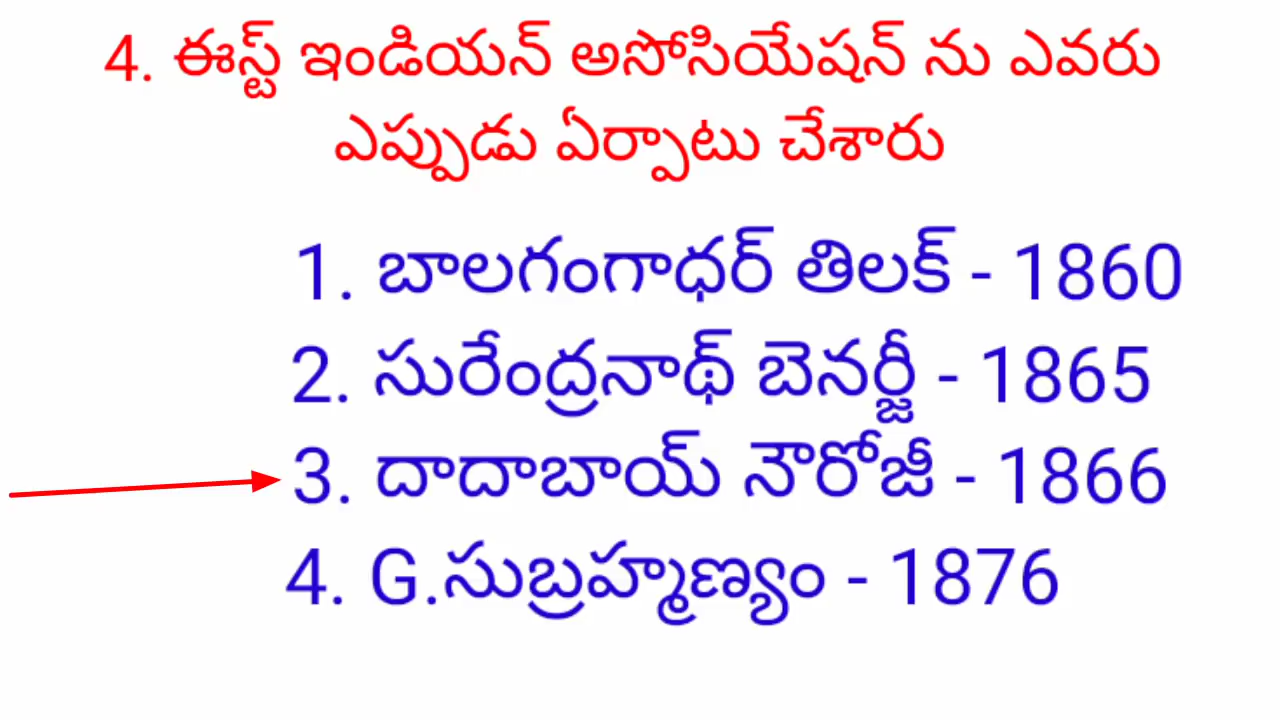 4. ఈస్ట్ ఇండియన్ అసోసియేషన్ ను ఎవరు
ఎప్పుడు ఏర్పాటు చేశారు
1. బాలగంగాధర్ తిలక్ - 1860
2. సురేంద్రనాథ్ బెనర్జీ - 1865
3. దాదాబాయ్ నౌరోజీ - 1866
4. G.సుబ్రహ్మణ్యం - 1876